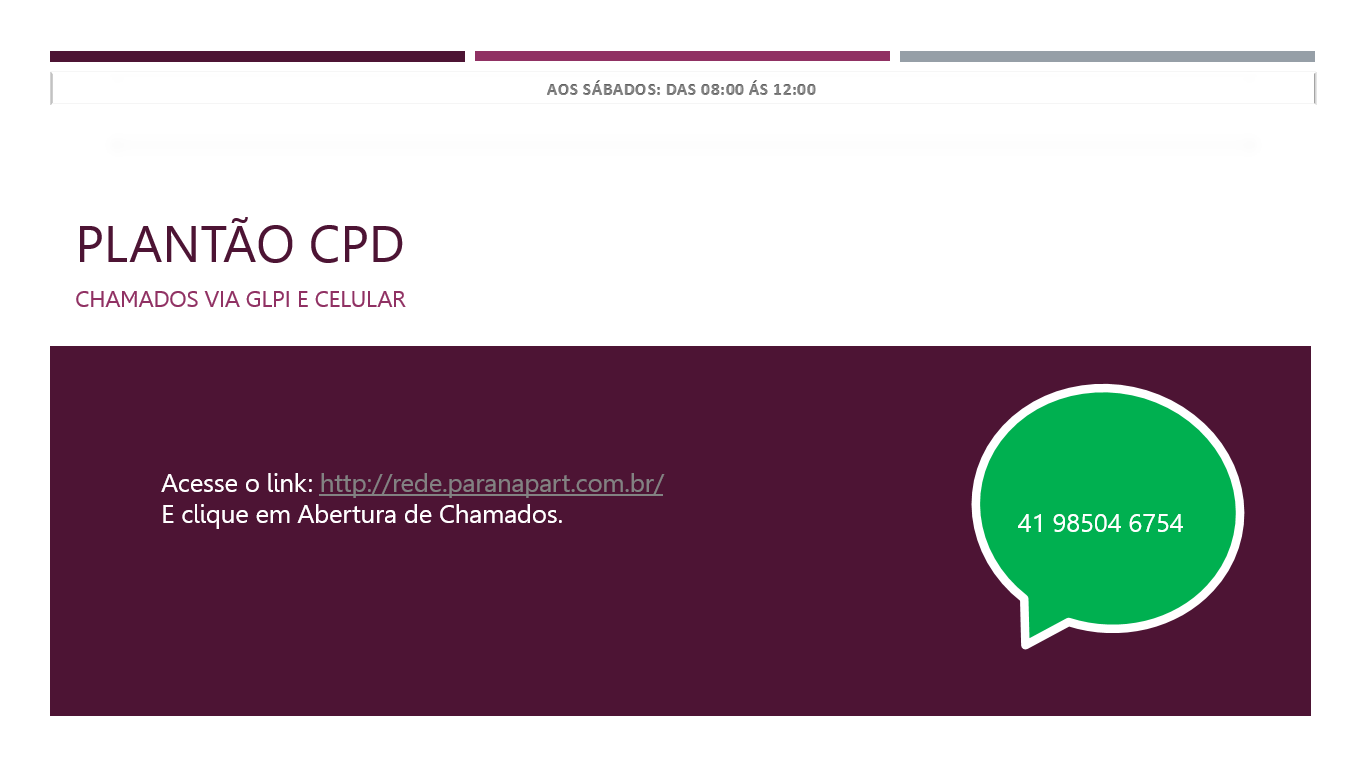 AOS SÁBADOS: DAS 08:00 ÁS 12:00
PLANTÃO CPD
CHAMADOS VIA GLPI E CELULAR
Acesse o link: http://rede.paranapart.com.br/
E clique em Abertura de Chamados.
41 98504 6754